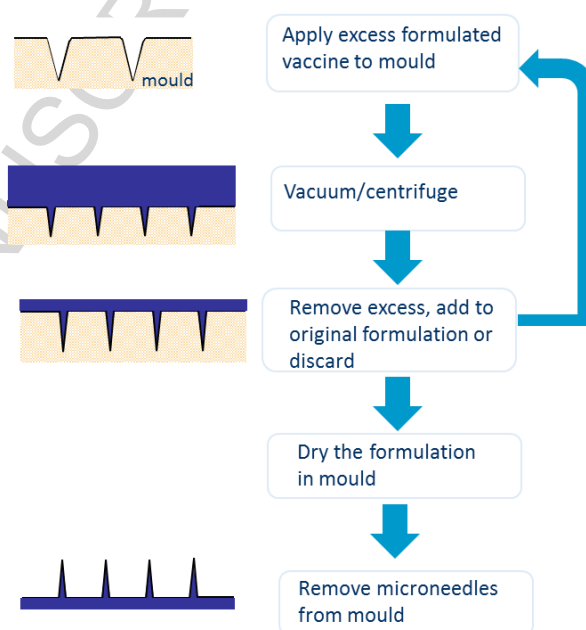 Apply excess formulated
vaccine to mould
mould
Vacuum/centrifuge
Remove excess, add to
original formulation or
discard
Dry the formulation
in mould
Remove microneedles
from mould